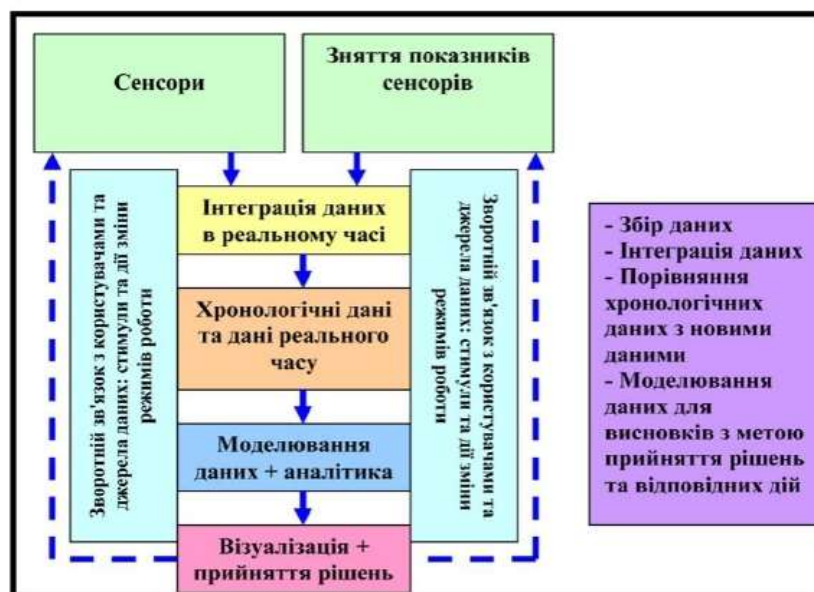 Сенсори
Зняття показників
сенсорів
Зворотній зв'язок з користувачами та
джерела даних: стимули та дії зміни
режимів роботи
Інтеграція даних
в реальному часі
Хронологічні дані
та дані реального
часу
Моделювання
даних + аналітика
Візуалізація +
прийняття рішень
Зворотній зв'язок з користувачами та
джерела даних: стимули та дії зміни
режимів роботи
- Збір даних
- Інтеграція даних
- Порівняння
хронологічних
даних з новими
даними
- Моделювання
даних для
висновків з метою
прийняття рішень
та відповідних дій